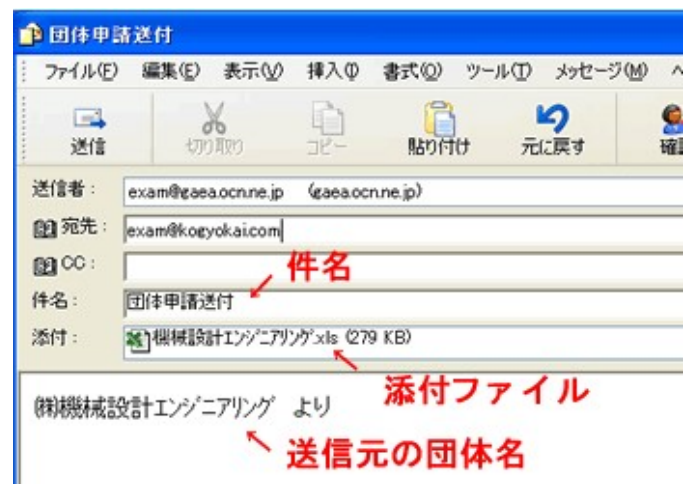 団体申請送付
ファイル(F) 編集(E) 表示(V) 挿入(I) 書式(O) ツール(T) メッセージ(M)
送信 切り取り コピー 貼り付け 元に戻す
送信者: exam@gaea.ocn.ne.jp (gaea.ocn.ne.jp)
宛先: exam@kogyokai.com
CC:
件名
件名: 団体申請送付
添付: 機械設計エンジニアリング.xls (279 KB)
添付ファイル
㈱機械設計エンジニアリング より
送信元の団体名